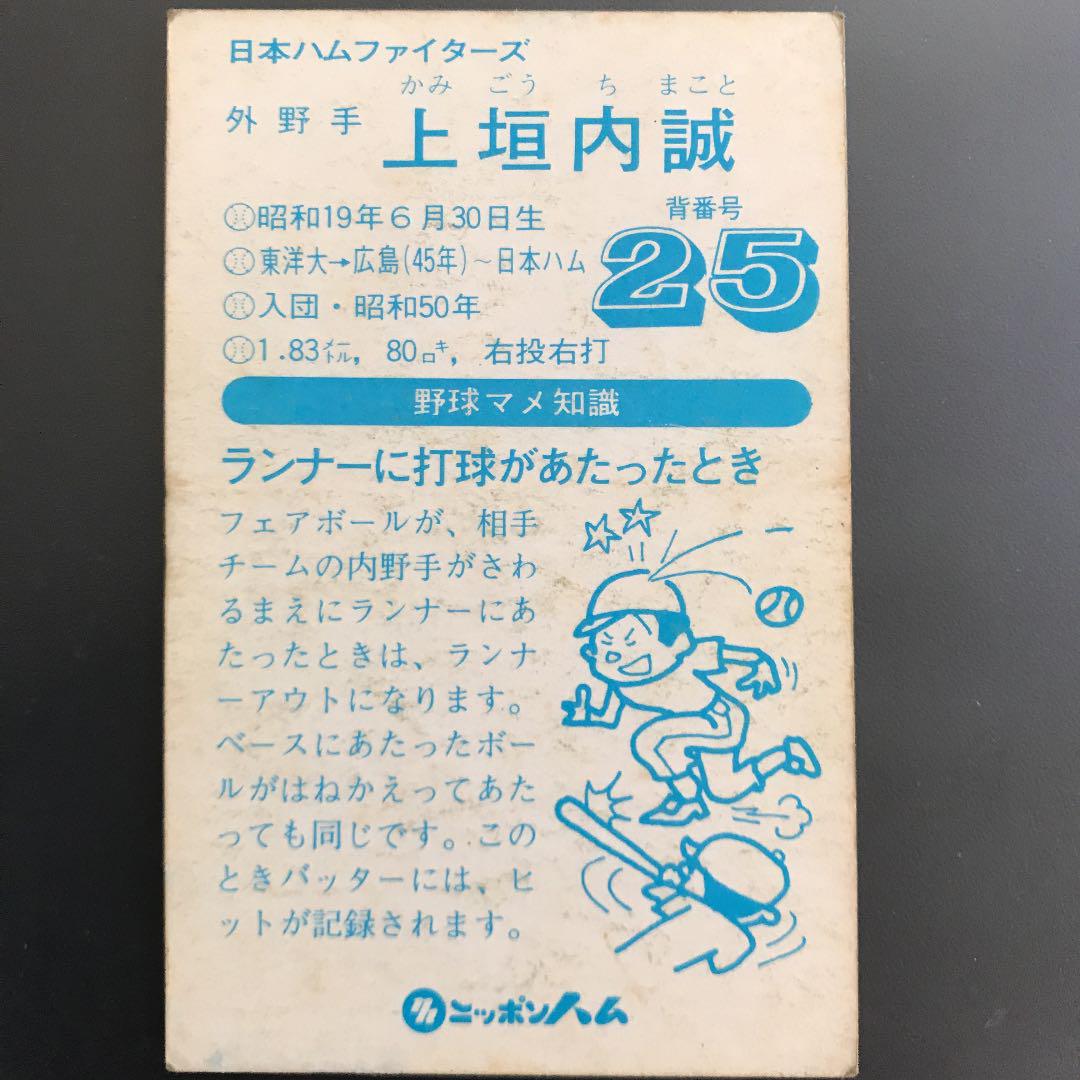 日本ハムファイターズ
かみ ごう ち まこと
外野手 上垣内誠
昭和19年6月30日生
背番号
25
東洋大→広島(45年)〜日本ハム
入団・昭和50年
1.83メートル, 80キロ, 右投右打
野球マメ知識
ランナーに打球があたったとき
フェアボールが、相手
チームの内野手がさわ
るまえにランナーにあ
たったときは、ランナ
ーアウトになります。
ベースにあたったボー
ルがはねかえってあた
っても同じです。この
ときバッターには、ヒ
ットが記録されます。
ニッポンハム